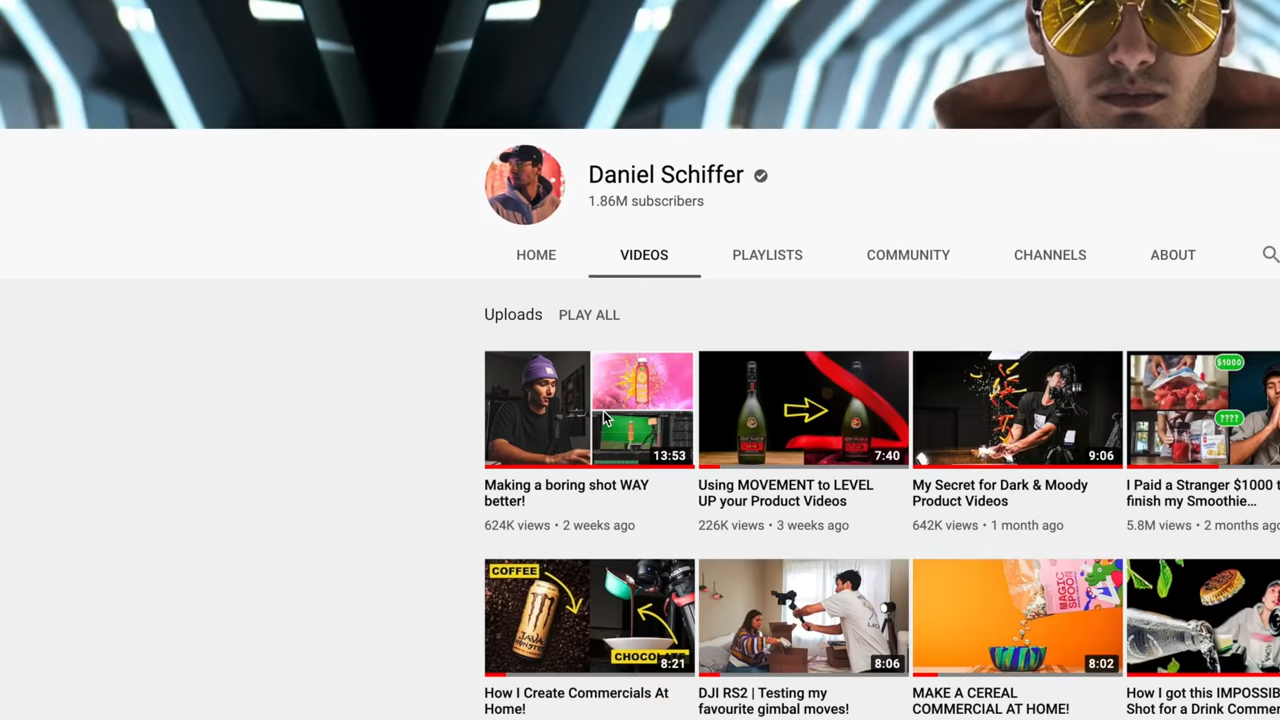 Daniel Schiffer
1.86M subscribers
HOME VIDEOS PLAYLISTS COMMUNITY CHANNELS ABOUT
Uploads PLAY ALL
$1000
????
13:53
7:40
9:06
Making a boring shot WAY
better!
624K views • 2 weeks ago
Using MOVEMENT to LEVEL
UP your Product Videos
226K views • 3 weeks ago
My Secret for Dark & Moody
Product Videos
642K views • 1 month ago
I Paid a Stranger $1000 t
finish my Smoothie...
5.8M views • 2 months ag
COFFEE
JAVA
MONSTER
CHOCOLATE
8:21
8:06
MAGIC
SPOON
8:02
How I Create Commercials At
Home!
DJI RS2 | Testing my
favourite gimbal moves!
MAKE A CEREAL
COMMERCIAL AT HOME!
How I got this IMPOSSIB
Shot for a Drink Commer